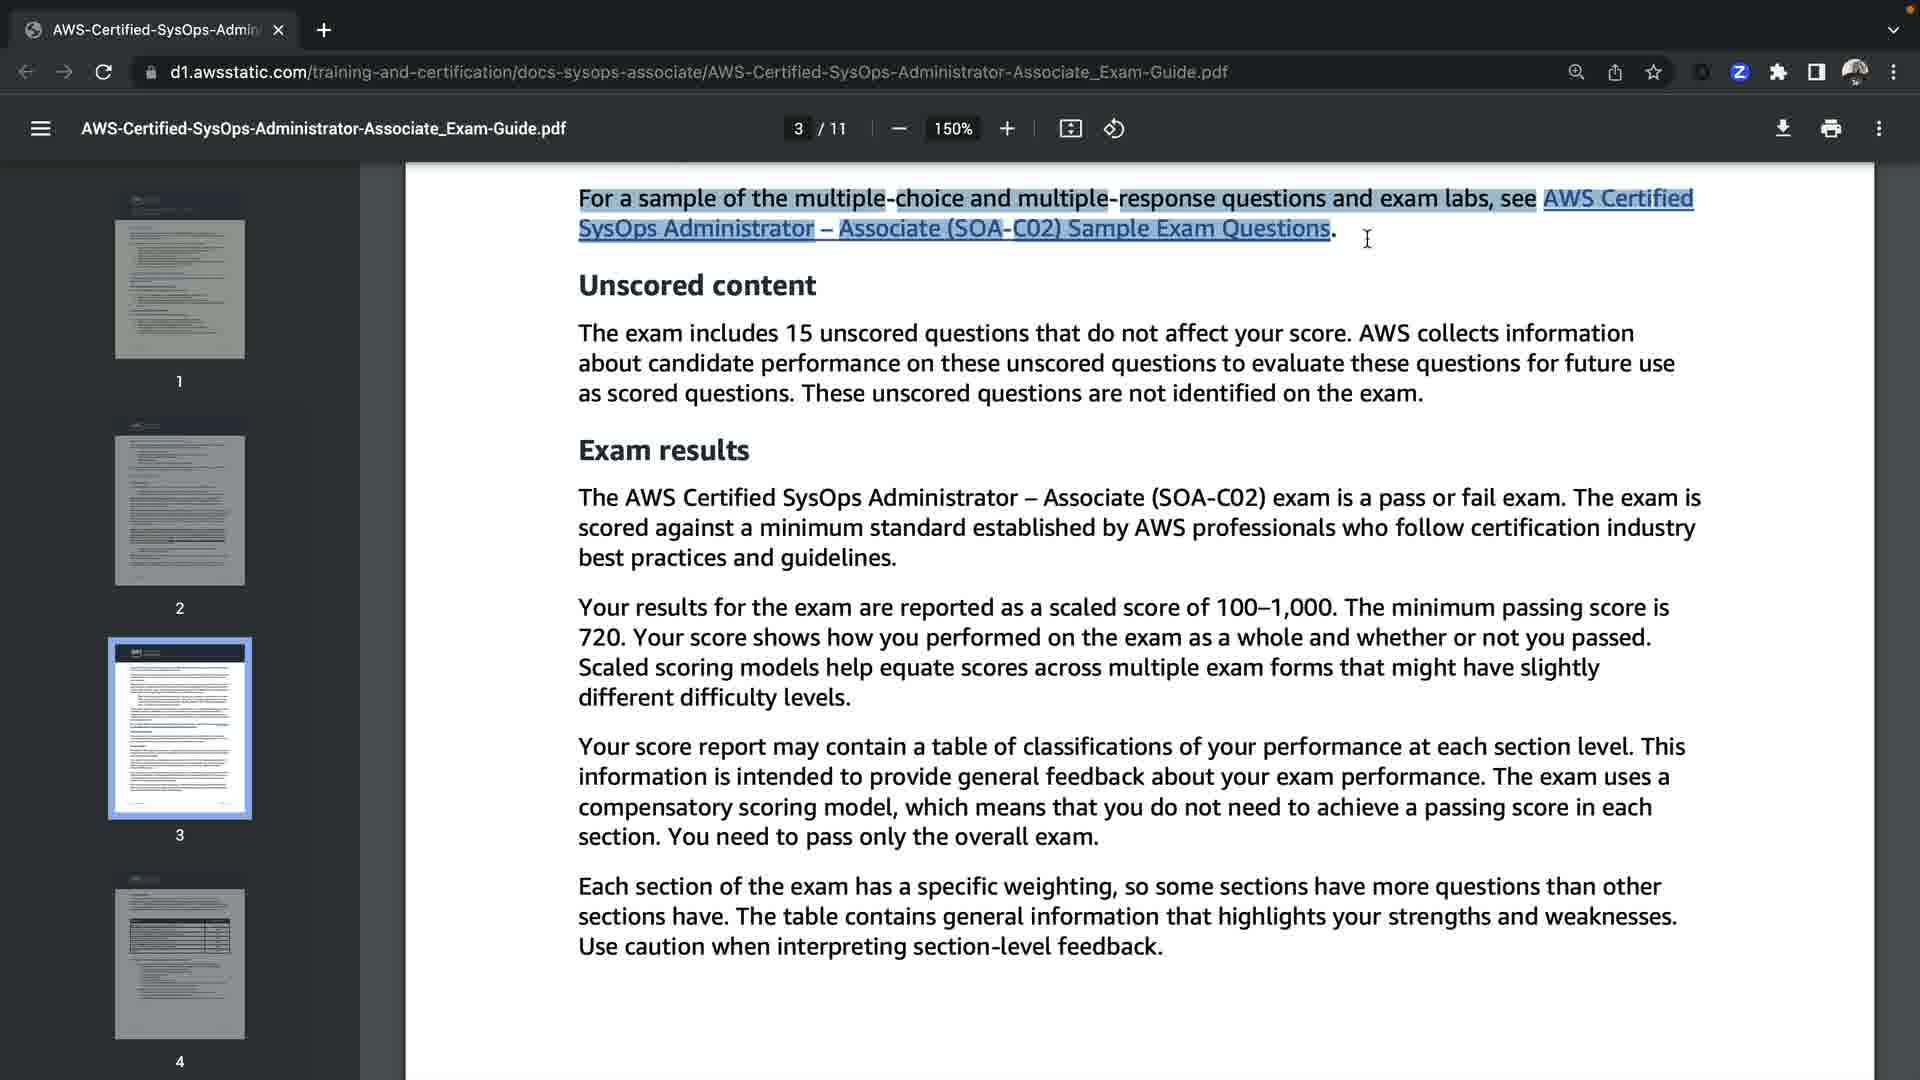 AWS-Certified-SysOps-Admin
d1.awsstatic.com/training-and-certification/docs-sysops-associate/AWS-Certified-SysOps-Administrator-Associate_Exam-Guide.pdf
Z
AWS-Certified-SysOps-Administrator-Associate_Exam-Guide.pdf
3 / 11
150%
1
2
3
4
For a sample of the multiple-choice and multiple-response questions and exam labs, see AWS Certified
SysOps Administrator – Associate (SOA-C02) Sample Exam Questions.
Unscored content
The exam includes 15 unscored questions that do not affect your score. AWS collects information
about candidate performance on these unscored questions to evaluate these questions for future use
as scored questions. These unscored questions are not identified on the exam.
Exam results
The AWS Certified SysOps Administrator – Associate (SOA-C02) exam is a pass or fail exam. The exam is
scored against a minimum standard established by AWS professionals who follow certification industry
best practices and guidelines.
Your results for the exam are reported as a scaled score of 100–1,000. The minimum passing score is
720. Your score shows how you performed on the exam as a whole and whether or not you passed.
Scaled scoring models help equate scores across multiple exam forms that might have slightly
different difficulty levels.
Your score report may contain a table of classifications of your performance at each section level. This
information is intended to provide general feedback about your exam performance. The exam uses a
compensatory scoring model, which means that you do not need to achieve a passing score in each
section. You need to pass only the overall exam.
Each section of the exam has a specific weighting, so some sections have more questions than other
sections have. The table contains general information that highlights your strengths and weaknesses.
Use caution when interpreting section-level feedback.